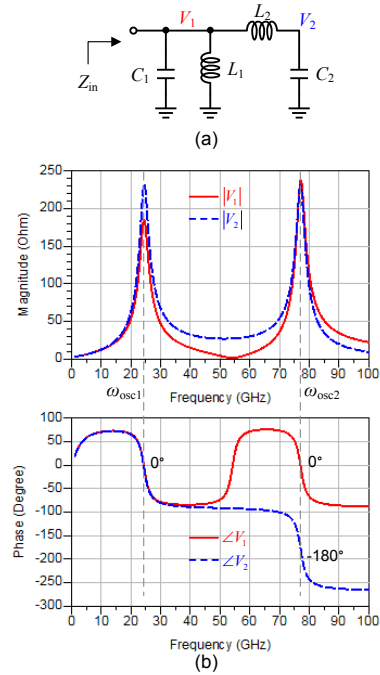 V1 L2 V2
Zin C1 L1 C2
(a)
250
200
150
100
50
0
Magnitude (Ohm)
|V1|
|V2|
0 10 20 30 40 50 60 70 80 90 100
ωosc1 Frequency (GHz) ωosc2
100
50
0
-50
-100
-150
-200
-250
-300
Phase (Degree)
0° 0°
-180°
∠V1
∠V2
0 10 20 30 40 50 60 70 80 90 100
Frequency (GHz)
(b)